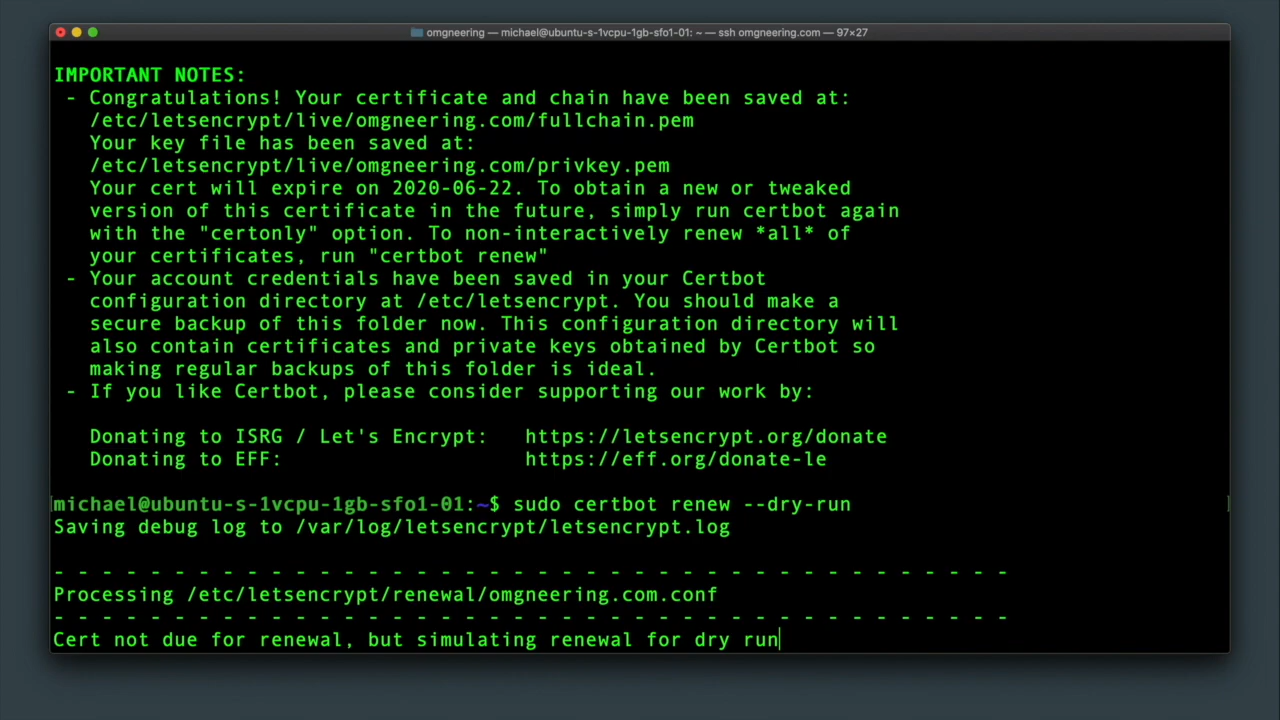 omgneering — michael@ubuntu-s-1vcpu-1gb-sfo1-01: ~ — ssh omgneering.com — 97×27
IMPORTANT NOTES:
- Congratulations! Your certificate and chain have been saved at:
/etc/letsencrypt/live/omgneering.com/fullchain.pem
Your key file has been saved at:
/etc/letsencrypt/live/omgneering.com/privkey.pem
Your cert will expire on 2020-06-22. To obtain a new or tweaked
version of this certificate in the future, simply run certbot again
with the "certonly" option. To non-interactively renew *all* of
your certificates, run "certbot renew"
- Your account credentials have been saved in your Certbot
configuration directory at /etc/letsencrypt. You should make a
secure backup of this folder now. This configuration directory will
also contain certificates and private keys obtained by Certbot so
making regular backups of this folder is ideal.
- If you like Certbot, please consider supporting our work by:
Donating to ISRG / Let's Encrypt:   https://letsencrypt.org/donate
Donating to EFF:                    https://eff.org/donate-le
michael@ubuntu-s-1vcpu-1gb-sfo1-01:~$ sudo certbot renew --dry-run
Saving debug log to /var/log/letsencrypt/letsencrypt.log
- - - - - - - - - - - - - - - - - - - - - - - - - - - - - - - - - - - - - - - -
Processing /etc/letsencrypt/renewal/omgneering.com.conf
- - - - - - - - - - - - - - - - - - - - - - - - - - - - - - - - - - - - - - - -
Cert not due for renewal, but simulating renewal for dry run